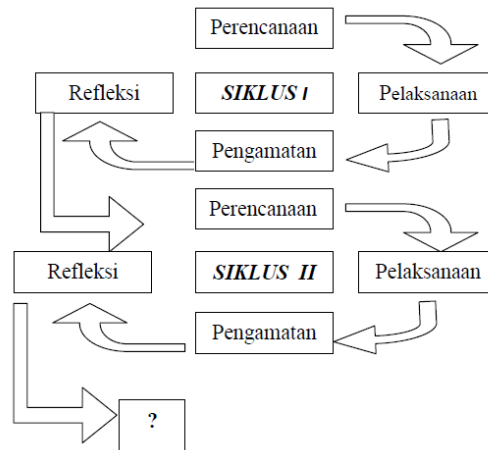 Perencanaan
Refleksi
SIKLUS I
Pelaksanaan
Pengamatan
Perencanaan
Refleksi
SIKLUS II
Pelaksanaan
Pengamatan
?